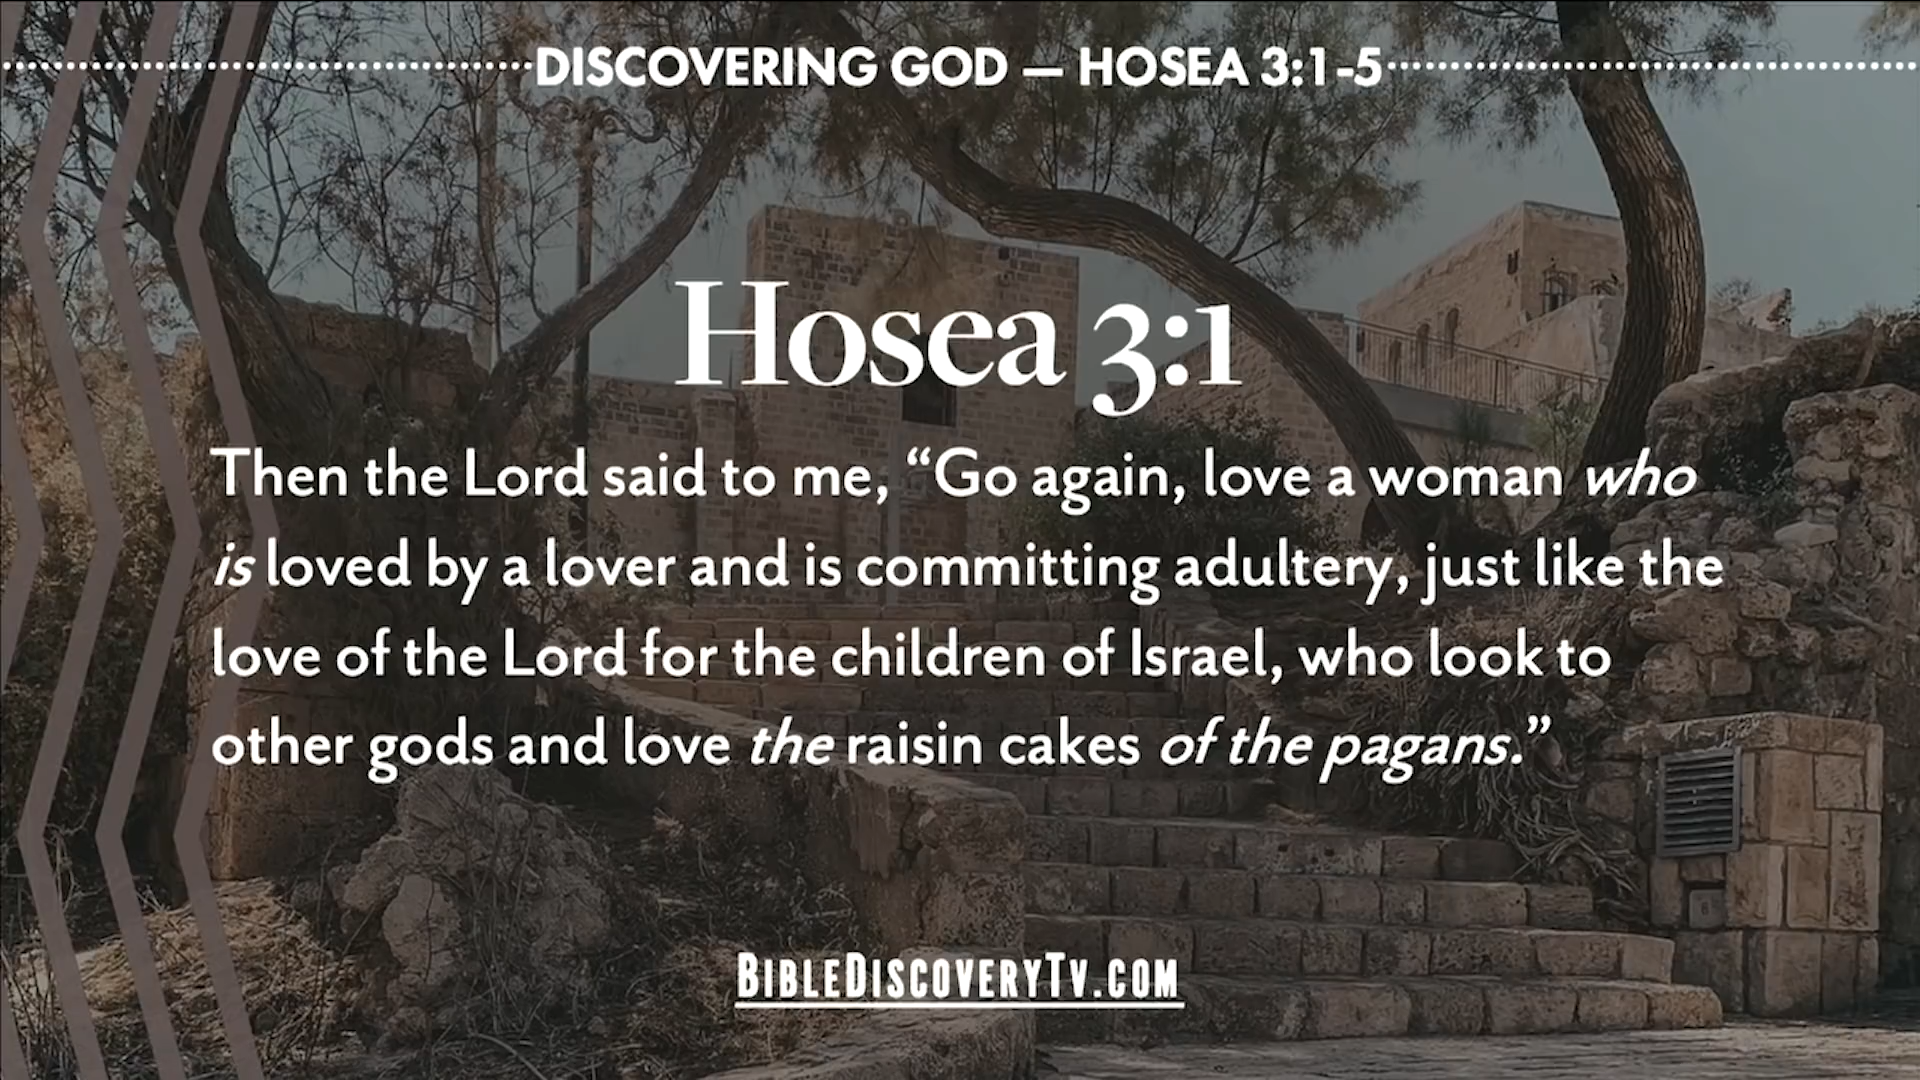 DISCOVERING GOD — HOSEA 3:1-5
Hosea 3:1
Then the Lord said to me, “Go again, love a woman who
is loved by a lover and is committing adultery, just like the
love of the Lord for the children of Israel, who look to
other gods and love the raisin cakes of the pagans.”
BIBLEDISCOVERYTV.COM